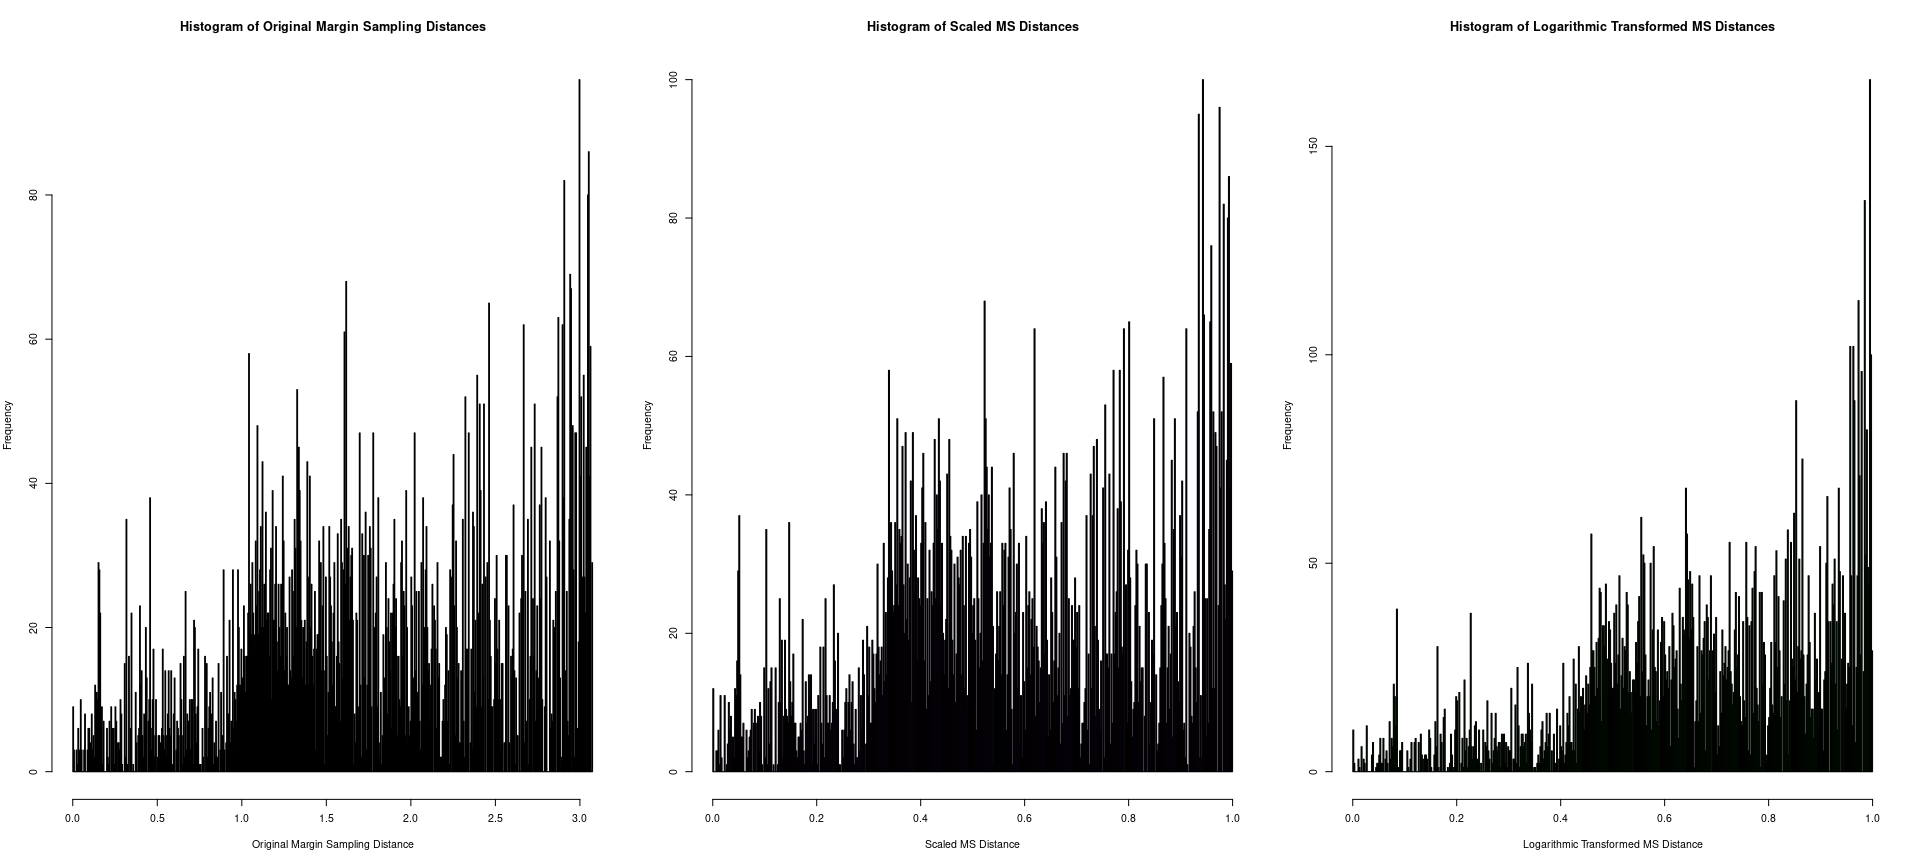 Histogram of Original Margin Sampling Distances
Frequency
80
60
40
20
0
0.0 0.5 1.0 1.5 2.0 2.5 3.0
Original Margin Sampling Distance
Histogram of Scaled MS Distances
Frequency
100
80
60
40
20
0
0.0 0.2 0.4 0.6 0.8 1.0
Scaled MS Distance
Histogram of Logarithmic Transformed MS Distances
Frequency
150
100
50
0
0.0 0.2 0.4 0.6 0.8 1.0
Logarithmic Transformed MS Distance